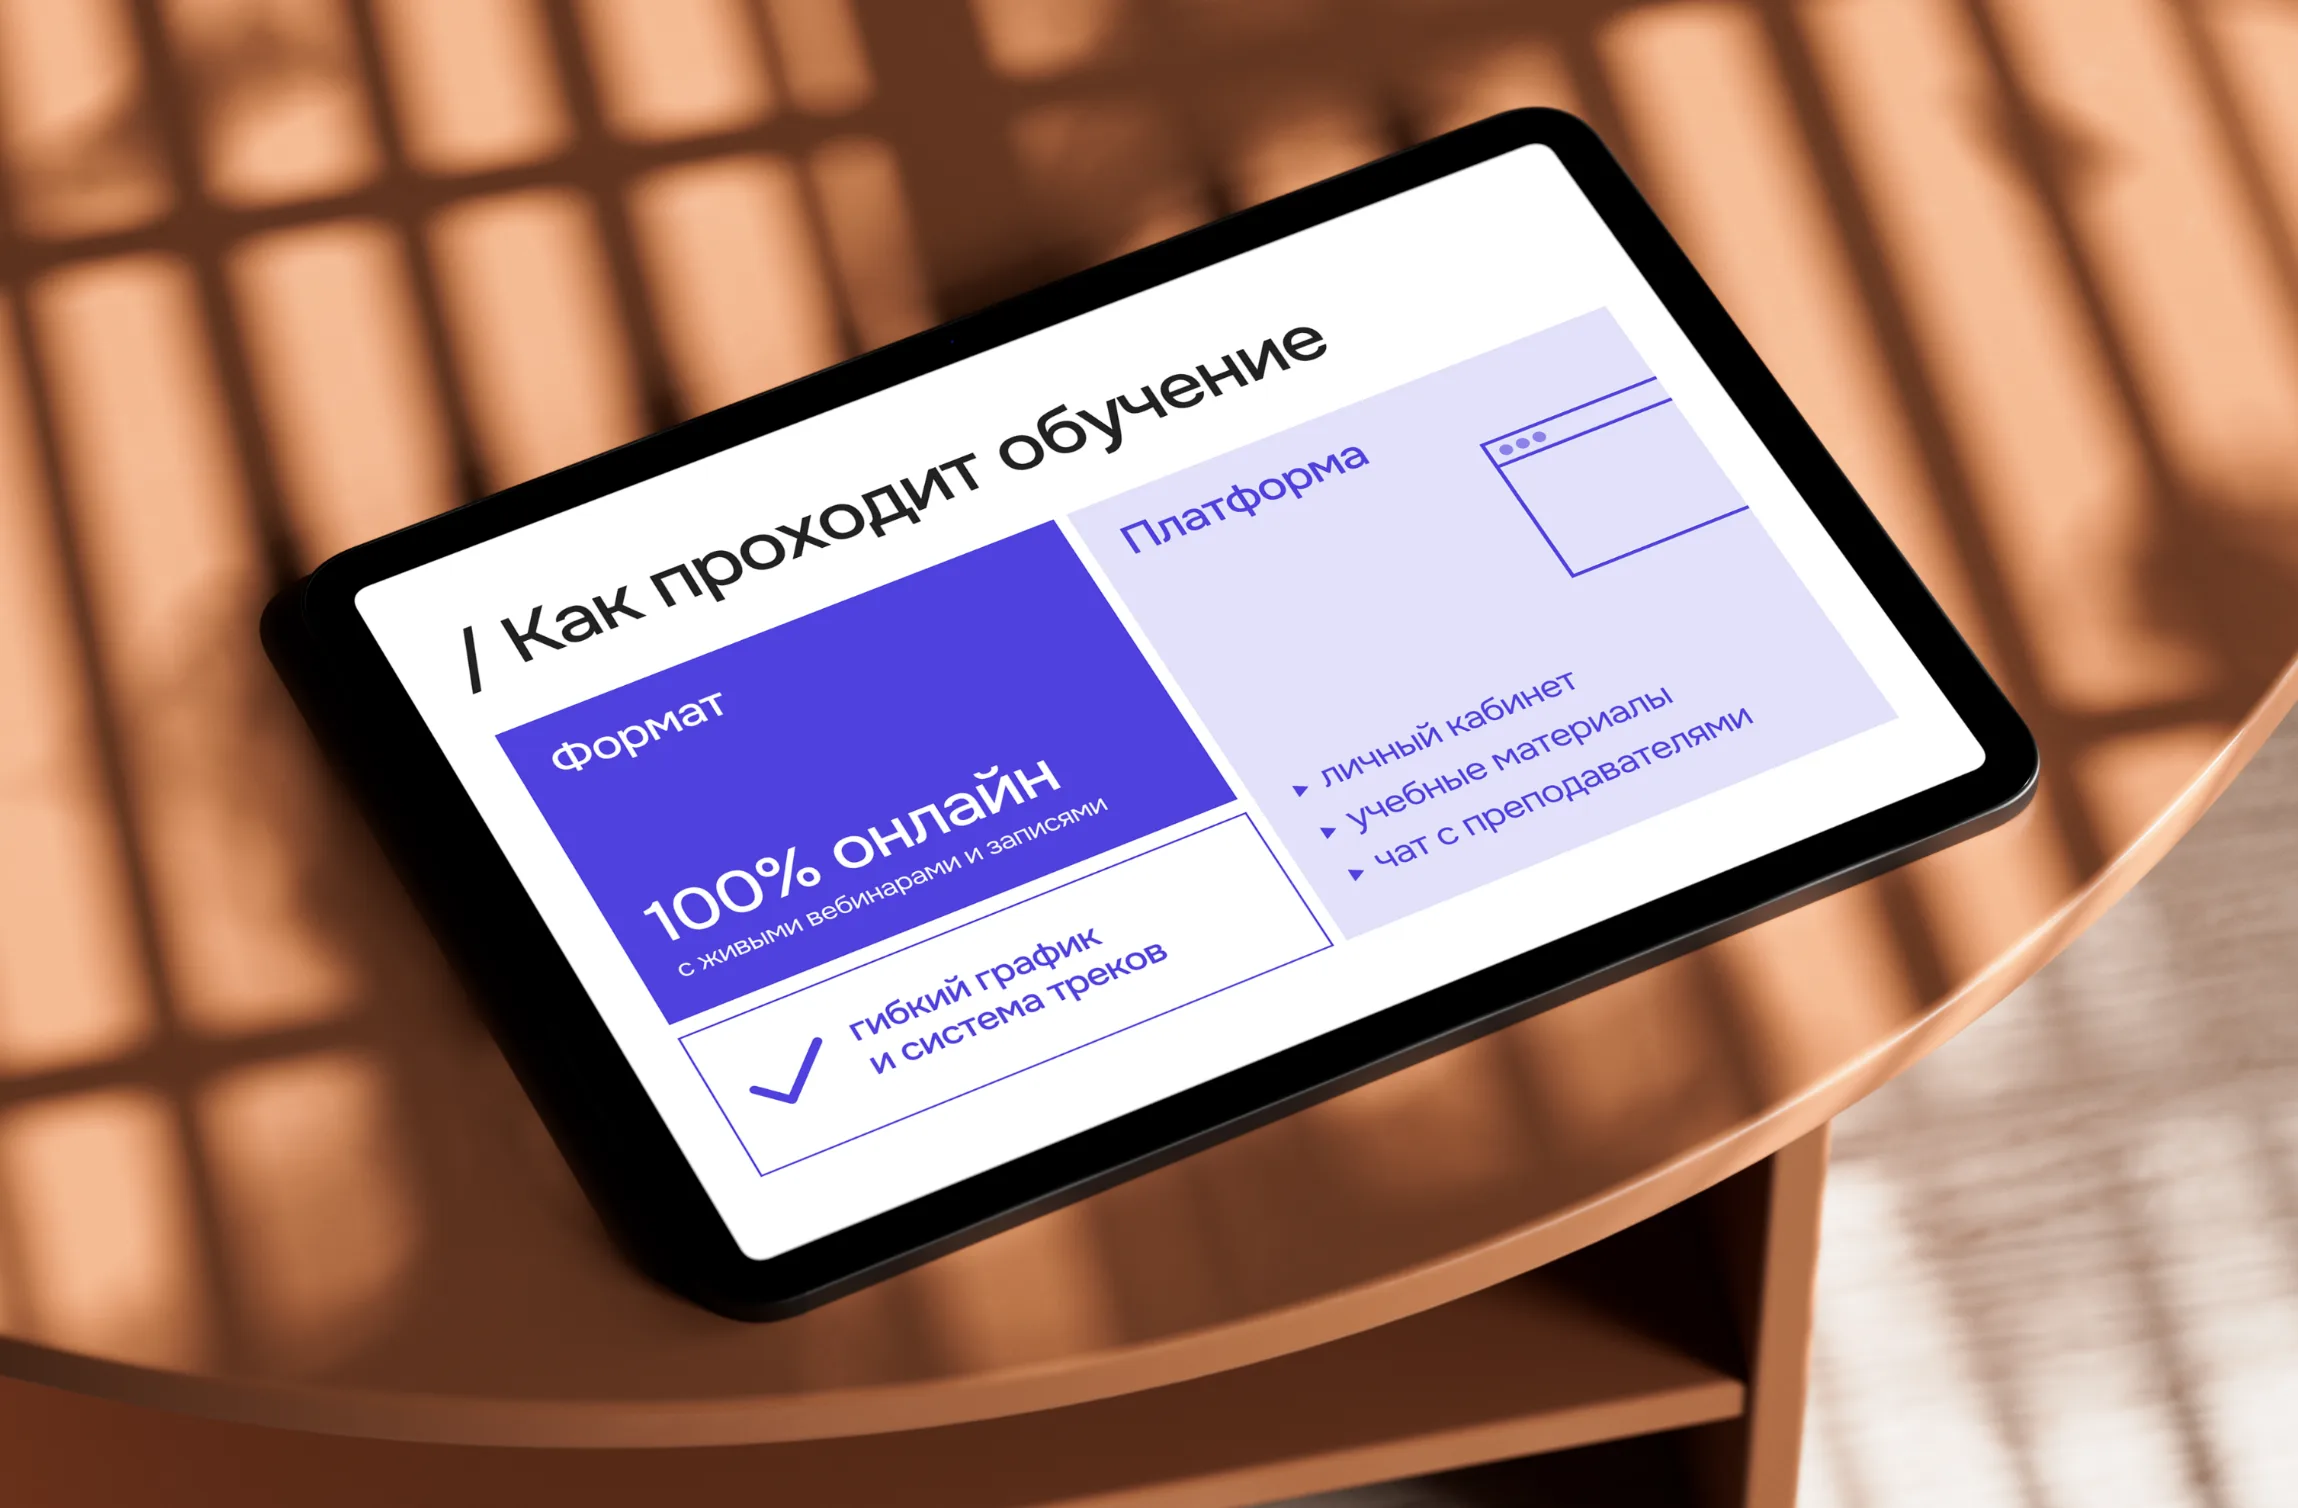 / Как проходит обучение
Формат
100% онлайн
с живыми вебинарами и записями
гибкий график
и система треков
Платформа
▸ личный кабинет
▸ учебные материалы
▸ чат с преподавателями